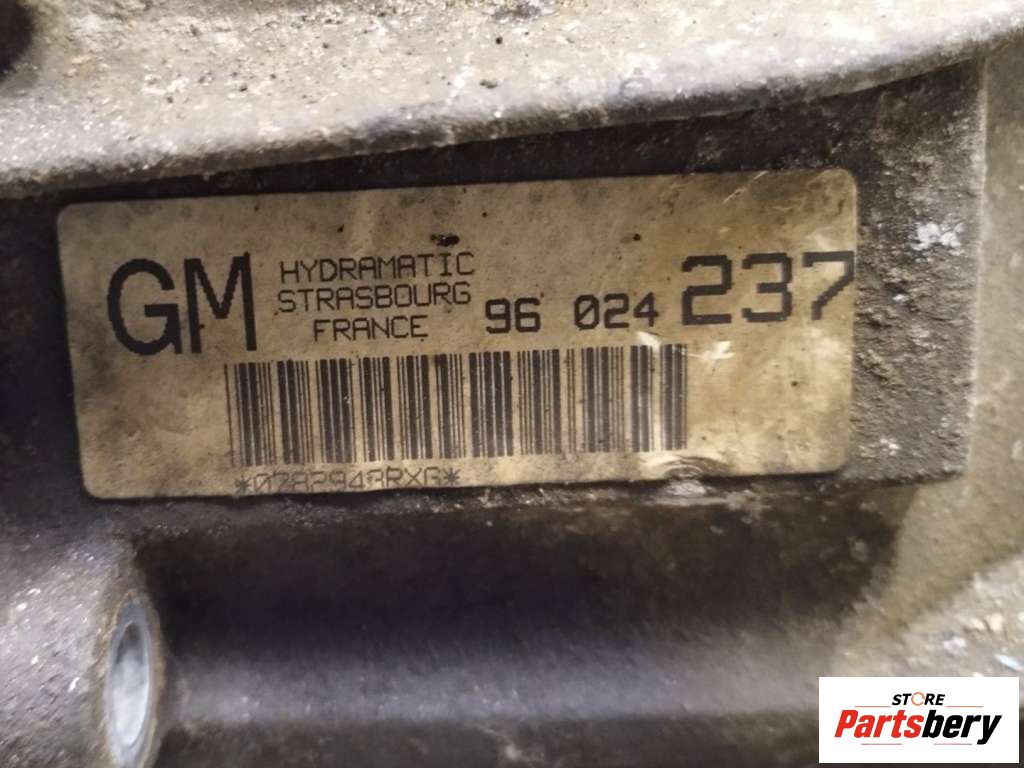 GM
HYDRAMATIC
STRASBOURG
FRANCE
96 024 237
STORE
Partsbery